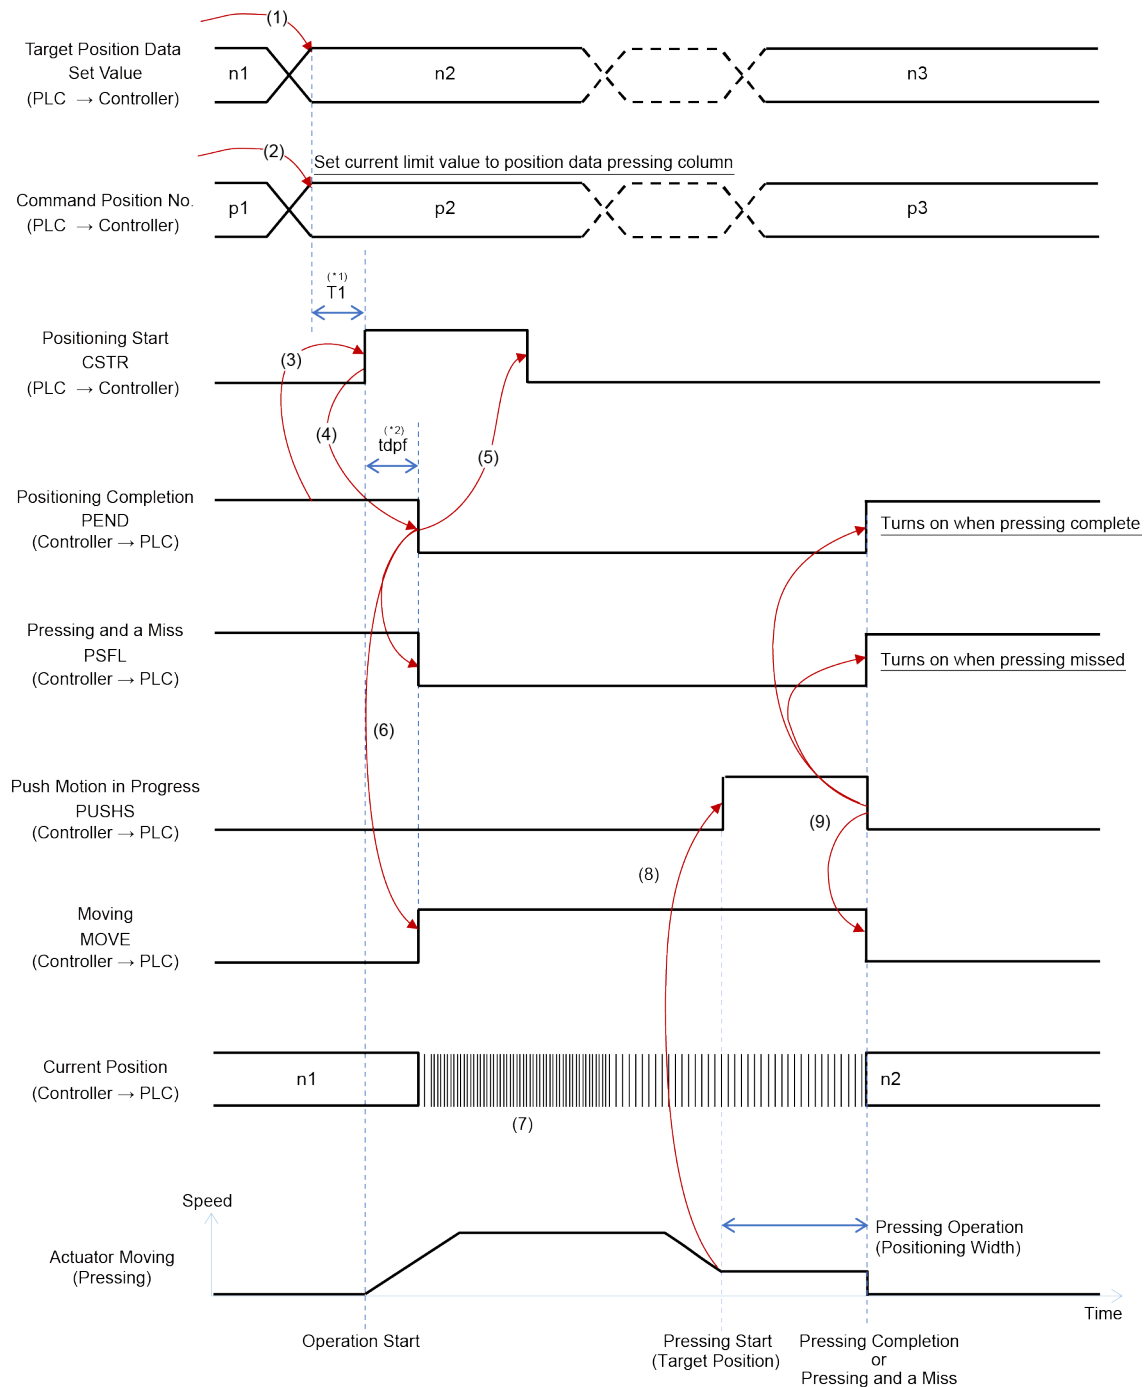 (1)
Target Position Data
Set Value
(PLC → Controller)
n1
n2
n3
(2)
Set current limit value to position data pressing column
Command Position No.
(PLC → Controller)
p1
p2
p3
(*1)
T1
Positioning Start
CSTR
(PLC → Controller)
(3)
(4)
(*2)
tdpf
(5)
Positioning Completion
PEND
(Controller → PLC)
Turns on when pressing complete
Pressing and a Miss
PSFL
(Controller → PLC)
Turns on when pressing missed
(6)
Push Motion in Progress
PUSHS
(Controller → PLC)
(9)
(8)
Moving
MOVE
(Controller → PLC)
Current Position
(Controller → PLC)
n1
n2
(7)
Speed
Actuator Moving
(Pressing)
Pressing Operation
(Positioning Width)
Time
Operation Start
Pressing Start
(Target Position)
Pressing Completion
or
Pressing and a Miss